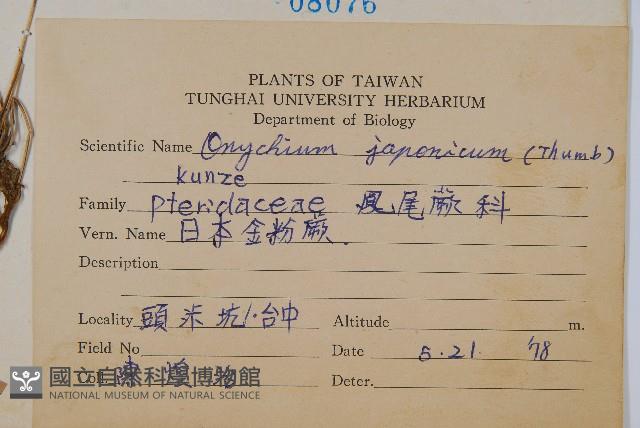 08076
PLANTS OF TAIWAN
TUNGHAI UNIVERSITY HERBARIUM
Department of Biology
Scientific Name Onychium japonicum (Thumb)
kunze
Family pteridaceae 鳳尾蕨科
Vern. Name 日本金粉蕨.
Description
Locality 頭汴坑,台中
Altitude m.
Field No
Date 5.21. '78
Coll. 陳
Deter.
國立自然科學博物館
NATIONAL MUSEUM OF NATURAL SCIENCE